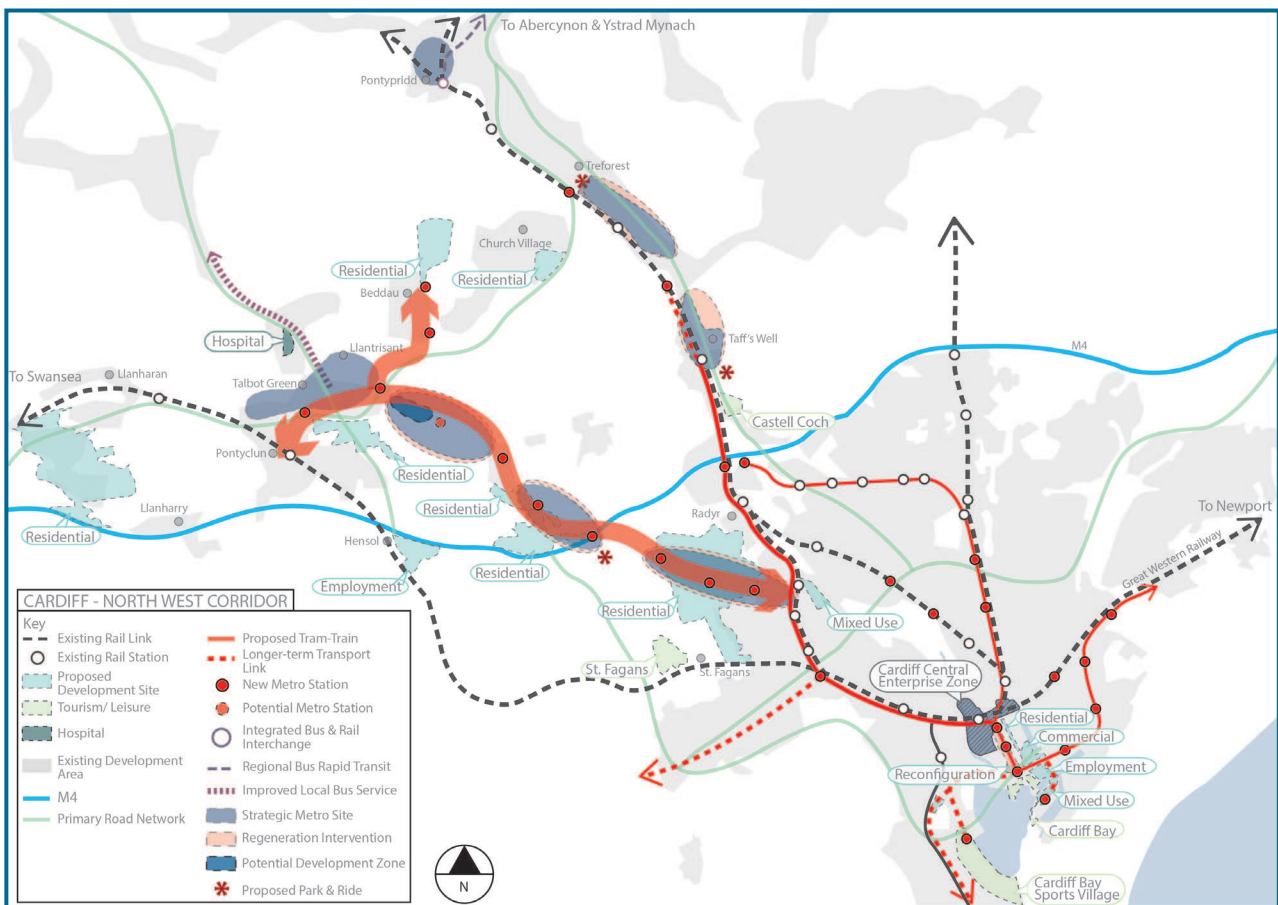 To Abercynon & Ystrad Mynach
Pontypridd
Treforest
Church Village
Residential
Residential
Beddau
Hospital
Llantrisant
Taff's Well
M4
To Swansea
Llanharan
Talbot Green
Castell Coch
Pontyclun
Residential
Residential
Radyr
To Newport
Llanharry
Residential
Hensol
Residential
Great Western Railway
Employment
Residential
Mixed Use
St. Fagans
St. Fagans
Cardiff Central
Enterprise Zone
Residential
Commercial
Reconfiguration
Employment
Mixed Use
Cardiff Bay
Cardiff Bay
Sports Village
CARDIFF - NORTH WEST CORRIDOR
Key
Existing Rail Link
Existing Rail Station
Proposed
Development Site
Tourism/ Leisure
Hospital
Existing Development
Area
M4
Primary Road Network
Proposed Tram-Train
Longer-term Transport
Link
New Metro Station
Potential Metro Station
Integrated Bus & Rail
Interchange
Regional Bus Rapid Transit
Improved Local Bus Service
Strategic Metro Site
Regeneration Intervention
Potential Development Zone
Proposed Park & Ride
N